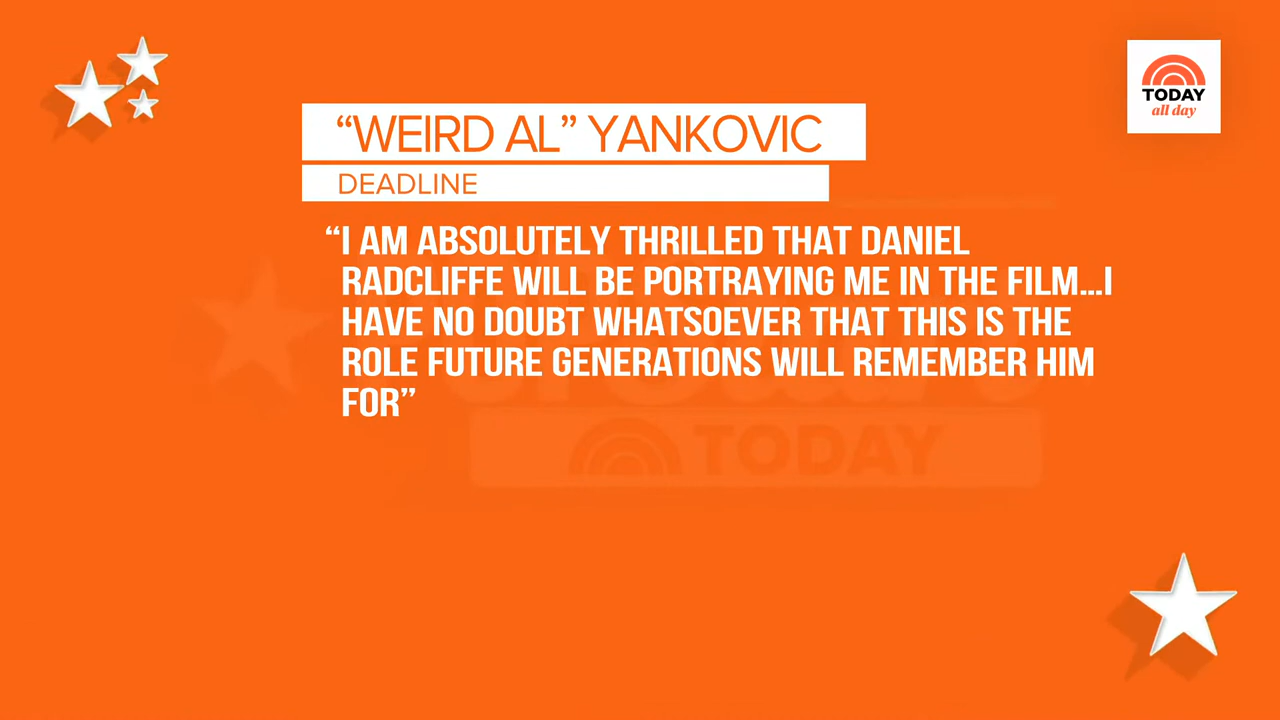 TODAY
all day
“WEIRD AL” YANKOVIC
DEADLINE
“I AM ABSOLUTELY THRILLED THAT DANIEL
RADCLIFFE WILL BE PORTRAYING ME IN THE FILM...I
HAVE NO DOUBT WHATSOEVER THAT THIS IS THE
ROLE FUTURE GENERATIONS WILL REMEMBER HIM
FOR”
TODAY